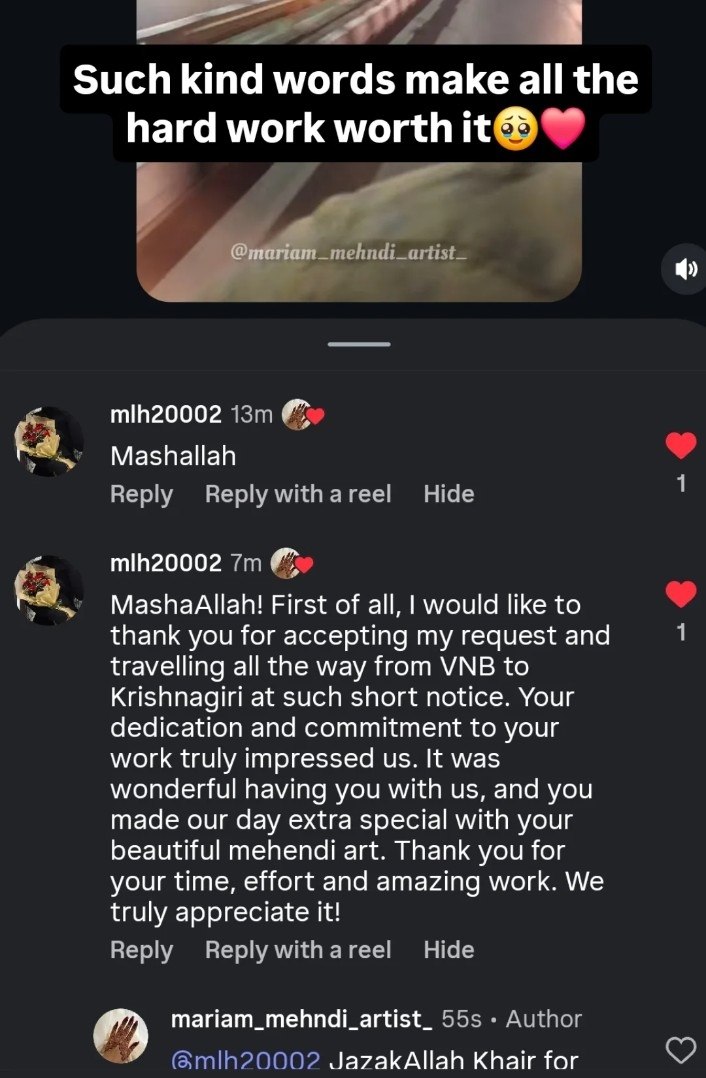 Such kind words make all the
hard work worth it🥹❤️
@mariam_mehndi_artist_
mlh20002 13m
Mashallah
1
Reply Reply with a reel Hide
mlh20002 7m
MashaAllah! First of all, I would like to
thank you for accepting my request and
travelling all the way from VNB to
Krishnagiri at such short notice. Your
dedication and commitment to your
work truly impressed us. It was
wonderful having you with us, and you
made our day extra special with your
beautiful mehendi art. Thank you for
your time, effort and amazing work. We
truly appreciate it!
1
Reply Reply with a reel Hide
mariam_mehndi_artist_ 55s • Author
@mlh20002 JazakAllah Khair for